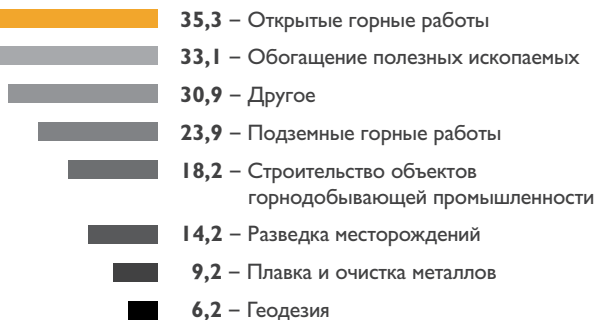 35,3 – Открытые горные работы
33,1 – Обогащение полезных ископаемых
30,9 – Другое
23,9 – Подземные горные работы
18,2 – Строительство объектов
горнодобывающей промышленности
14,2 – Разведка месторождений
9,2 – Плавка и очистка металлов
6,2 – Геодезия